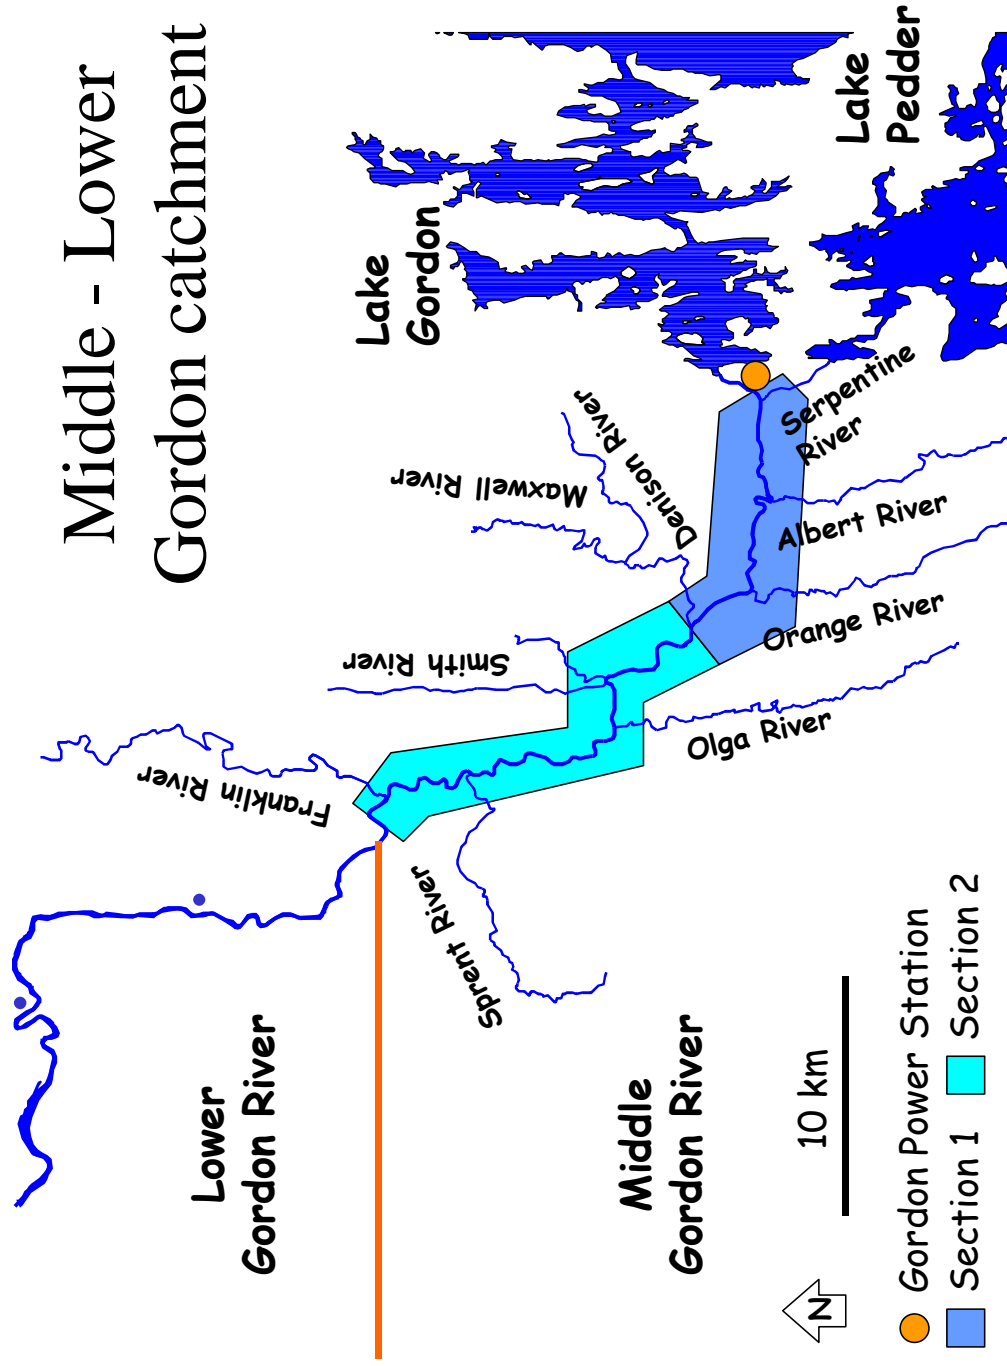 Middle - Lower
Gordon catchment
Lake
Gordon
Lake
Pedder
Franklin River
Smith River
Maxwell River
Denison River
Serpentine
River
Albert River
Orange River
Olga River
Sprent River
Lower
Gordon River
Middle
Gordon River
10 km
N
Gordon Power Station
Section 1
Section 2